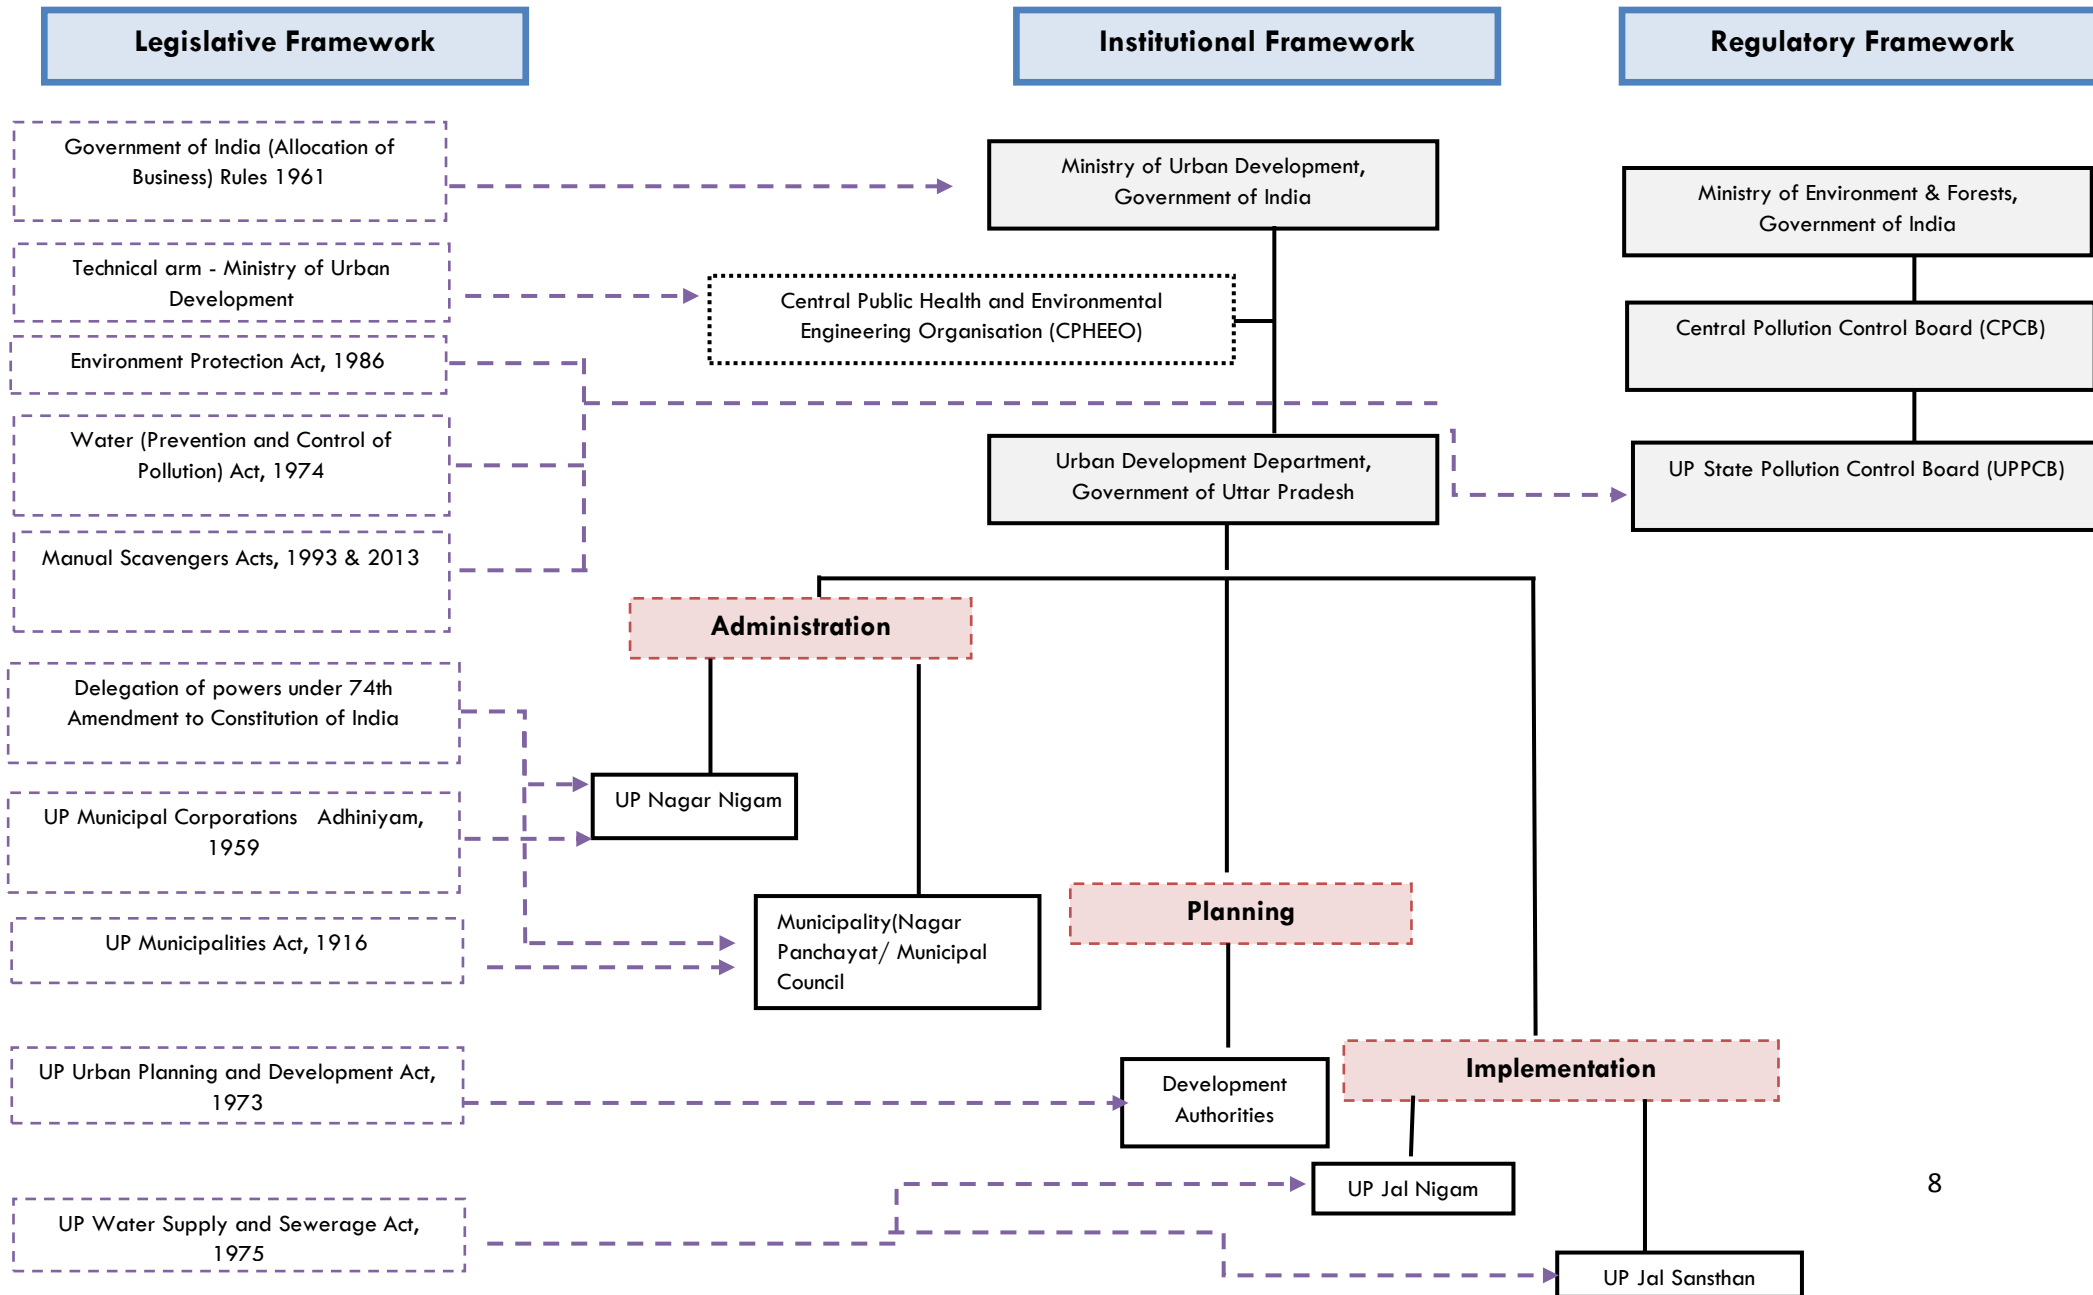 Legislative Framework
Institutional Framework
Regulatory Framework
Government of India (Allocation of
Business) Rules 1961
Ministry of Urban Development,
Government of India
Ministry of Environment & Forests,
Government of India
Technical arm - Ministry of Urban
Development
Central Public Health and Environmental
Engineering Organisation (CPHEEO)
Central Pollution Control Board (CPCB)
Environment Protection Act, 1986
Water (Prevention and Control of
Pollution) Act, 1974
Urban Development Department,
Government of Uttar Pradesh
UP State Pollution Control Board (UPPCB)
Manual Scavengers Acts, 1993 & 2013
Administration
Delegation of powers under 74th
Amendment to Constitution of India
UP Nagar Nigam
UP Municipal Corporations Adhiniyam,
1959
UP Municipalities Act, 1916
Municipality(Nagar
Panchayat/ Municipal
Council
Planning
UP Urban Planning and Development Act,
1973
Development
Authorities
Implementation
UP Jal Nigam
8
UP Water Supply and Sewerage Act,
1975
UP Jal Sansthan